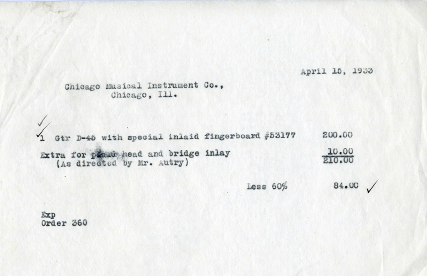 April 15, 1933
Chicago Musical Instrument Co.,
Chicago, Ill.
1 Gtr D-45 with special inlaid fingerboard #53177 200.00
Extra for head and bridge inlay 10.00
(As directed by Mr. Autry) 210.00
Less 60% 84.00
Exp
Order 360